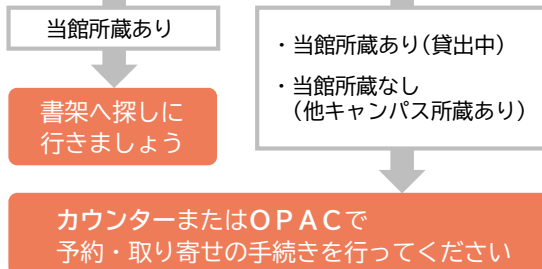 当館所蔵あり
書架へ探しに
行きましょう
・当館所蔵あり(貸出中)
・当館所蔵なし
(他キャンパス所蔵あり)
カウンターまたはＯＰＡＣで
予約・取り寄せの手続きを行ってください